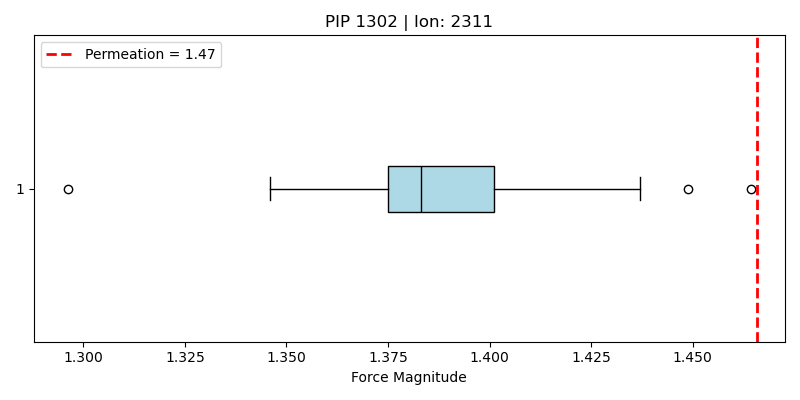 PIP 1302 | Ion: 2311
Permeation = 1.47
1
1.300 1.325 1.350 1.375 1.400 1.425 1.450
Force Magnitude